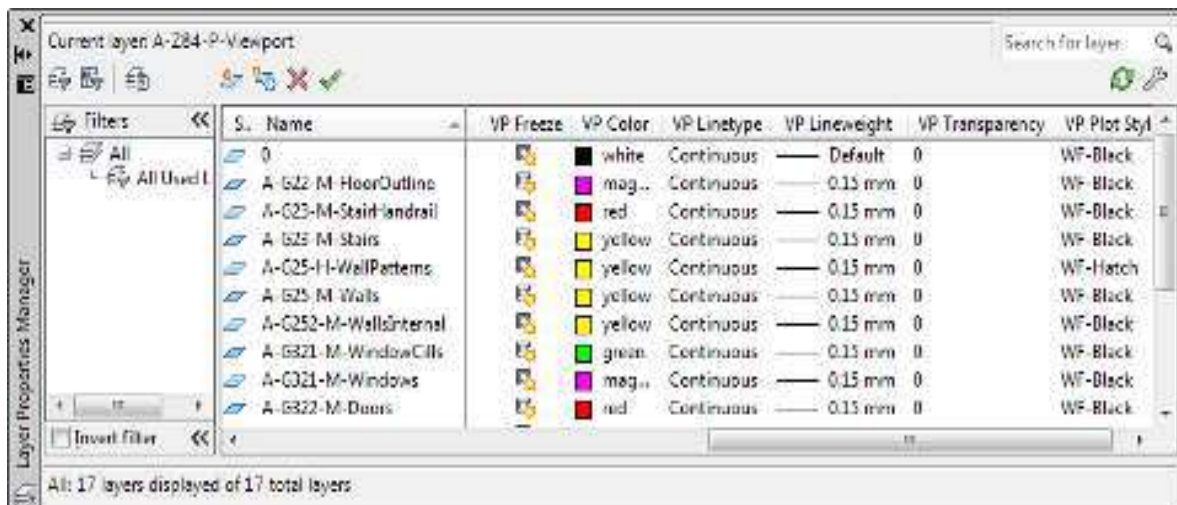 Current layer: A-Z84-P-Viewport
Search for layer
Filters
All
All Used L
Invert filter
S.. Name VP Freeze VP Color VP Linetype VP Lineweight VP Transparency VP Plot Styl
0 white Continuous Default 0 WF-Black
A-G22-M-FloorOutline mag... Continuous 0.15 mm 0 WF-Black
A-G23-M-StairHandrail red Continuous 0.15 mm 0 WF-Black
A-G23-M-Stairs yellow Continuous 0.15 mm 0 WF-Black
A-G25-H-WallPatterns yellow Continuous 0.15 mm 0 WF-Hatch
A-G25-M-Walls yellow Continuous 0.15 mm 0 WF-Black
A-G252-M-WallsInternal yellow Continuous 0.15 mm 0 WF-Black
A-G321-M-WindowCills green Continuous 0.15 mm 0 WF-Black
A-G321-M-Windows mag... Continuous 0.15 mm 0 WF-Black
A-G322-M-Doors red Continuous 0.15 mm 0 WF-Black
Layer Properties Manager
All: 17 layers displayed of 17 total layers